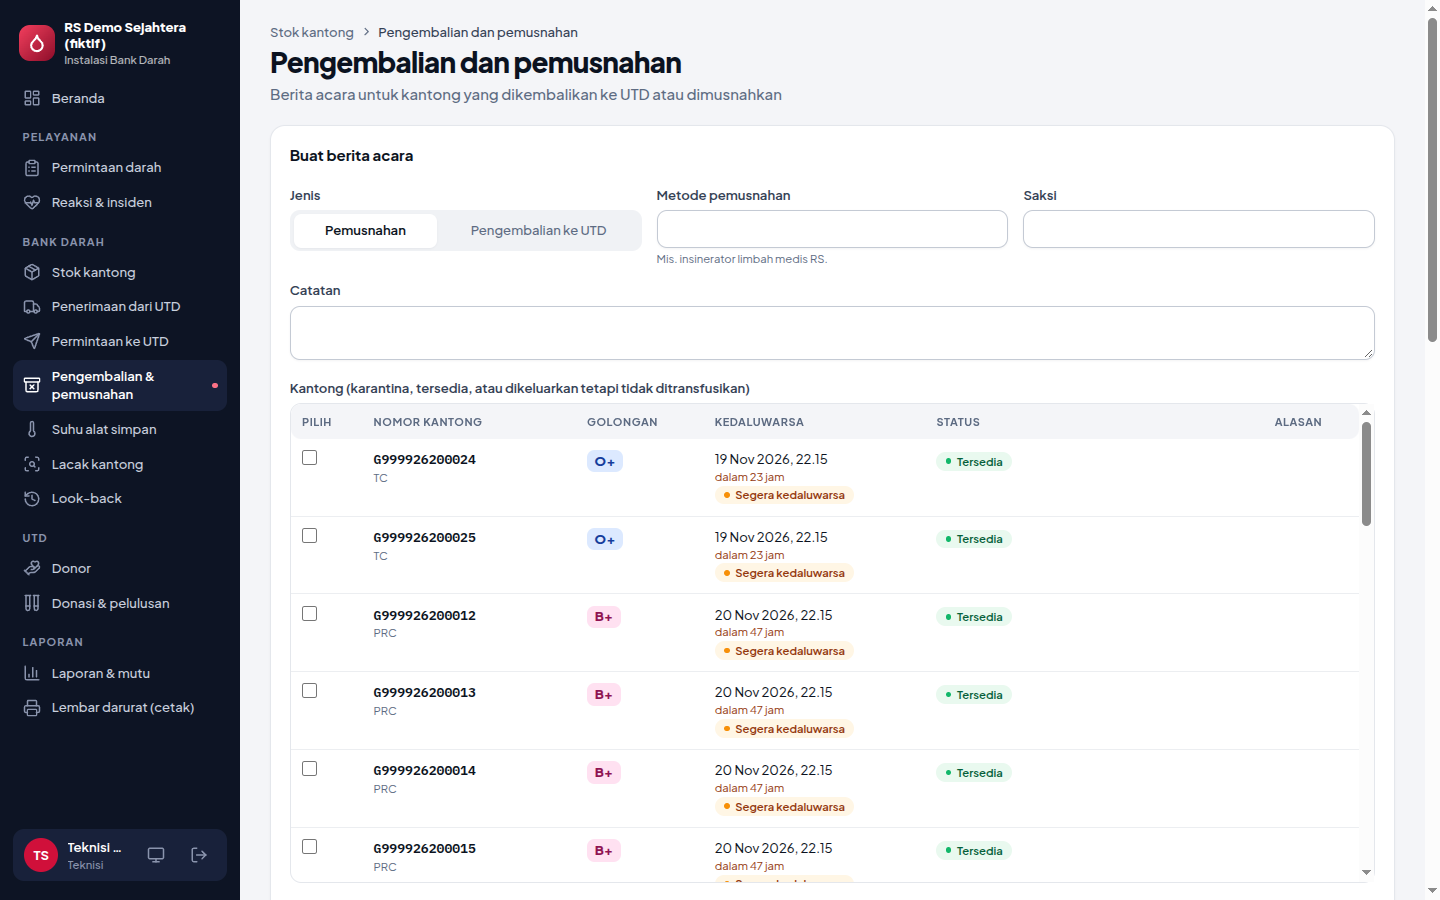 RS Demo Sejahtera
(fiktif)
Instalasi Bank Darah
Beranda
PELAYANAN
Permintaan darah
Reaksi & insiden
BANK DARAH
Stok kantong
Penerimaan dari UTD
Permintaan ke UTD
Pengembalian &
pemusnahan
Suhu alat simpan
Lacak kantong
Look-back
UTD
Donor
Donasi & pelulusan
LAPORAN
Laporan & mutu
Lembar darurat (cetak)
TS
Teknisi ...
Teknisi
Stok kantong > Pengembalian dan pemusnahan
Pengembalian dan pemusnahan
Berita acara untuk kantong yang dikembalikan ke UTD atau dimusnahkan
Buat berita acara
Jenis Metode pemusnahan Saksi
Pemusnahan Pengembalian ke UTD
Mis. insinerator limbah medis RS.
Catatan
Kantong (karantina, tersedia, atau dikeluarkan tetapi tidak ditransfusikan)
PILIH NOMOR KANTONG GOLONGAN KEDALUWARSA STATUS ALASAN
G999926200024 O+ 19 Nov 2026, 22.15 Tersedia
TC dalam 23 jam
Segera kedaluwarsa
G999926200025 O+ 19 Nov 2026, 22.15 Tersedia
TC dalam 23 jam
Segera kedaluwarsa
G999926200012 B+ 20 Nov 2026, 22.15 Tersedia
PRC dalam 47 jam
Segera kedaluwarsa
G999926200013 B+ 20 Nov 2026, 22.15 Tersedia
PRC dalam 47 jam
Segera kedaluwarsa
G999926200014 B+ 20 Nov 2026, 22.15 Tersedia
PRC dalam 47 jam
Segera kedaluwarsa
G999926200015 B+ 20 Nov 2026, 22.15 Tersedia
PRC dalam 47 jam